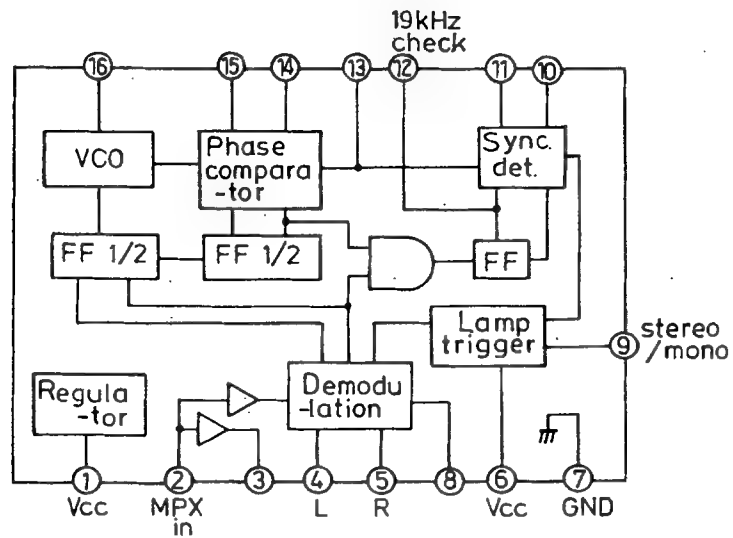 19kHz
check
16
15
14
13
12
11
10
VCO
Phase
compara
-tor
Sync.
det.
FF 1/2
FF 1/2
FF
Lamp
trigger
9
stereo
/mono
Regula
-tor
Demodu
-lation
1
2
3
4
5
8
6
7
Vcc
MPX
in
L
R
Vcc
GND